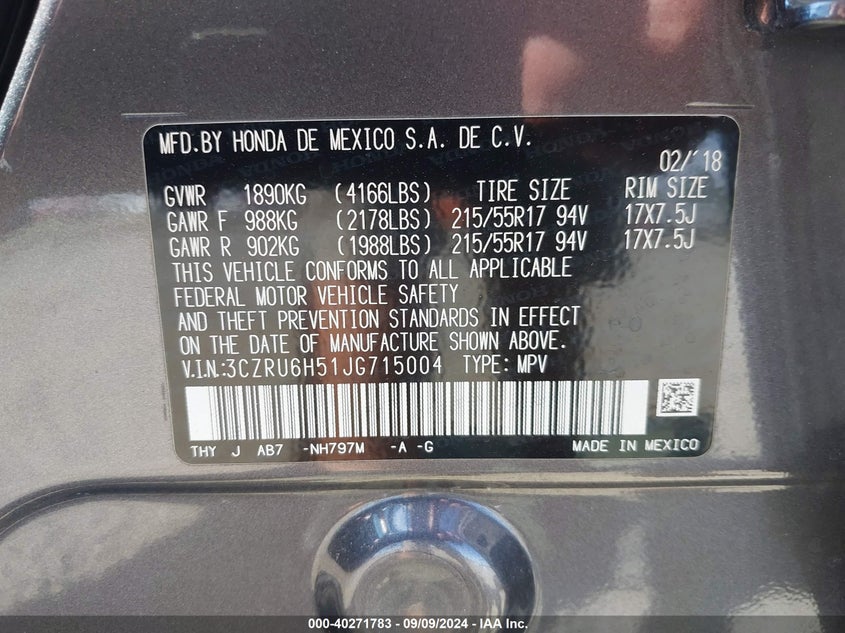 MFD.BY HONDA DE MEXICO S.A. DE C.V.
02/'18
GVWR 1890KG (4166LBS) TIRE SIZE RIM SIZE
GAWR F 988KG (2178LBS) 215/55R17 94V 17X7.5J
GAWR R 902KG (1988LBS) 215/55R17 94V 17X7.5J
THIS VEHICLE CONFORMS TO ALL APPLICABLE
FEDERAL MOTOR VEHICLE SAFETY
AND THEFT PREVENTION STANDARDS IN EFFECT
ON THE DATE OF MANUFACTURE SHOWN ABOVE.
V.I.N.:3CZRU6H51JG715004 TYPE: MPV
THY J AB7 -NH797M -A -G MADE IN MEXICO
000-40271783 - 09/09/2024 - IAA Inc.